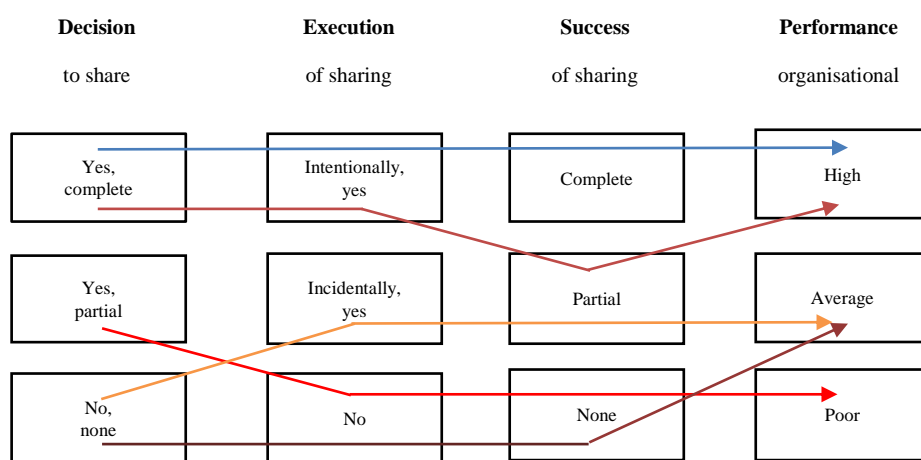 Decision Execution Success Performance
to share of sharing of sharing organisational
Yes,
complete
Intentionally,
yes
Complete
High
Yes,
partial
Incidentally,
yes
Partial
Average
No,
none
No
None
Poor